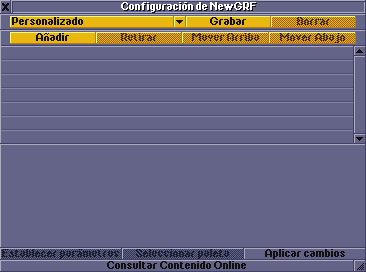 X Configuración de NewGRF
Personalizado Grabar Borrar
Añadir Retirar Mover Arriba Mover Abajo
Establecer parámetros Seleccionar paleta Aplicar cambios
Consultar Contenido Online